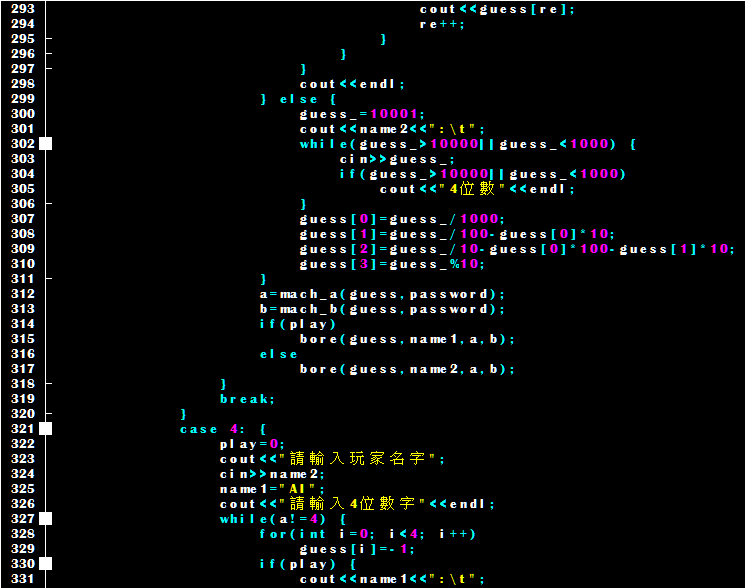 293 cout<<guess[re];
294 re++;
295 }
296 }
297 }
298 cout<<endl;
299 } else {
300 guess_=10001;
301 cout<<name2<<":\t";
302 while(guess_>10000||guess_<1000) {
303 cin>>guess_;
304 if(guess_>10000||guess_<1000)
305 cout<<"4位數"<<endl;
306 }
307 guess[0]=guess_/1000;
308 guess[1]=guess_/100-guess[0]*10;
309 guess[2]=guess_/10-guess[0]*100-guess[1]*10;
310 guess[3]=guess_%10;
311 }
312 a=mach_a(guess,password);
313 b=mach_b(guess,password);
314 if(play)
315 bore(guess,name1,a,b);
316 else
317 bore(guess,name2,a,b);
318 }
319 break;
320 }
321 case 4: {
322 play=0;
323 cout<<"請輸入玩家名字";
324 cin>>name2;
325 name1="AI";
326 cout<<"請輸入4位數字"<<endl;
327 while(a!=4) {
328 for(int i=0; i<4; i++)
329 guess[i]=-1;
330 if(play) {
331 cout<<name1<<":\t";